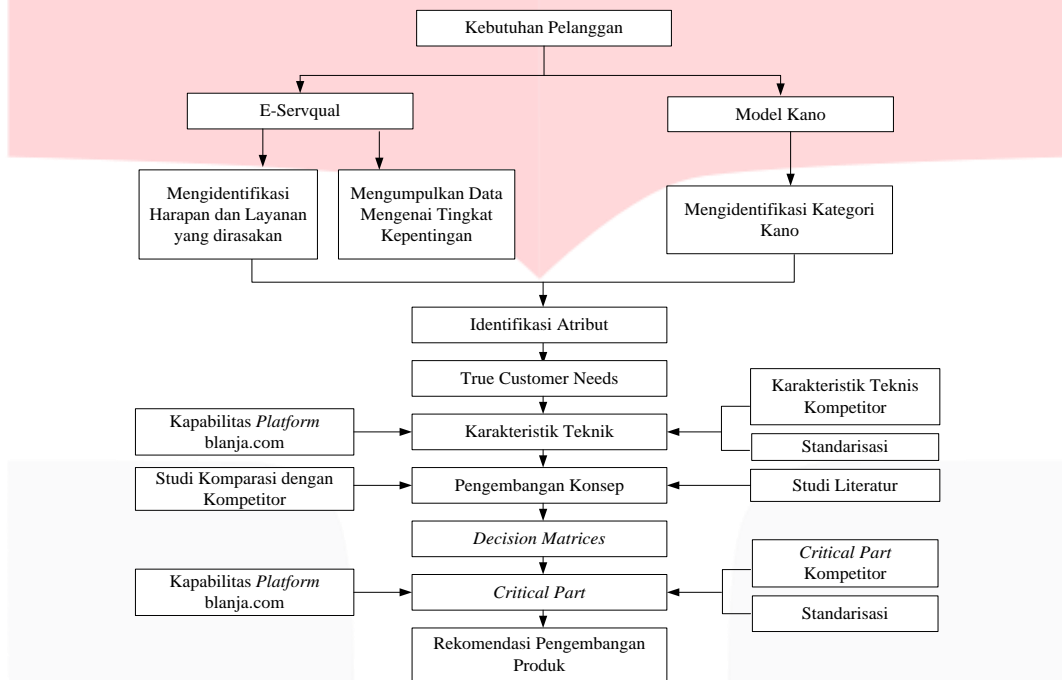 Kebutuhan Pelanggan
E-Servqual
Model Kano
Mengidentifikasi
Harapan dan Layanan
yang dirasakan
Mengumpulkan Data
Mengenai Tingkat
Kepentingan
Mengidentifikasi Kategori
Kano
Identifikasi Atribut
True Customer Needs
Kapabilitas Platform
blanja.com
Karakteristik Teknik
Karakteristik Teknis
Kompetitor
Standarisasi
Studi Komparasi dengan
Kompetitor
Pengembangan Konsep
Studi Literatur
Decision Matrices
Kapabilitas Platform
blanja.com
Critical Part
Critical Part
Kompetitor
Standarisasi
Rekomendasi Pengembangan
Produk